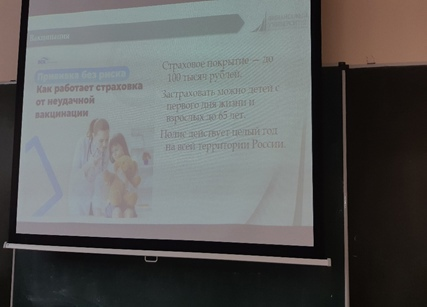 Прививка без риска
Как работает страховка
от неудачной
вакцинации
Страховое покрытие — до
100 тысяч рублей.
Застраховать можно детей с
первого дня жизни и
взрослых до 65 лет.
Полис действует целый год
на всей территории России.